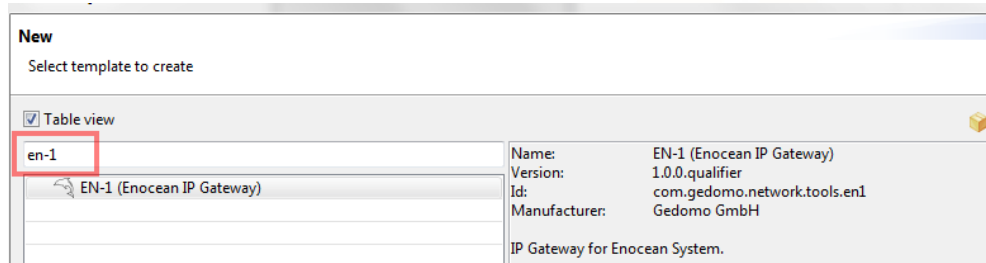 New
Select template to create
Table view
en-1
EN-1 (Enocean IP Gateway)
Name: EN-1 (Enocean IP Gateway)
Version: 1.0.0.qualifier
Id: com.gedomo.network.tools.en1
Manufacturer: Gedomo GmbH
IP Gateway for Enocean System.